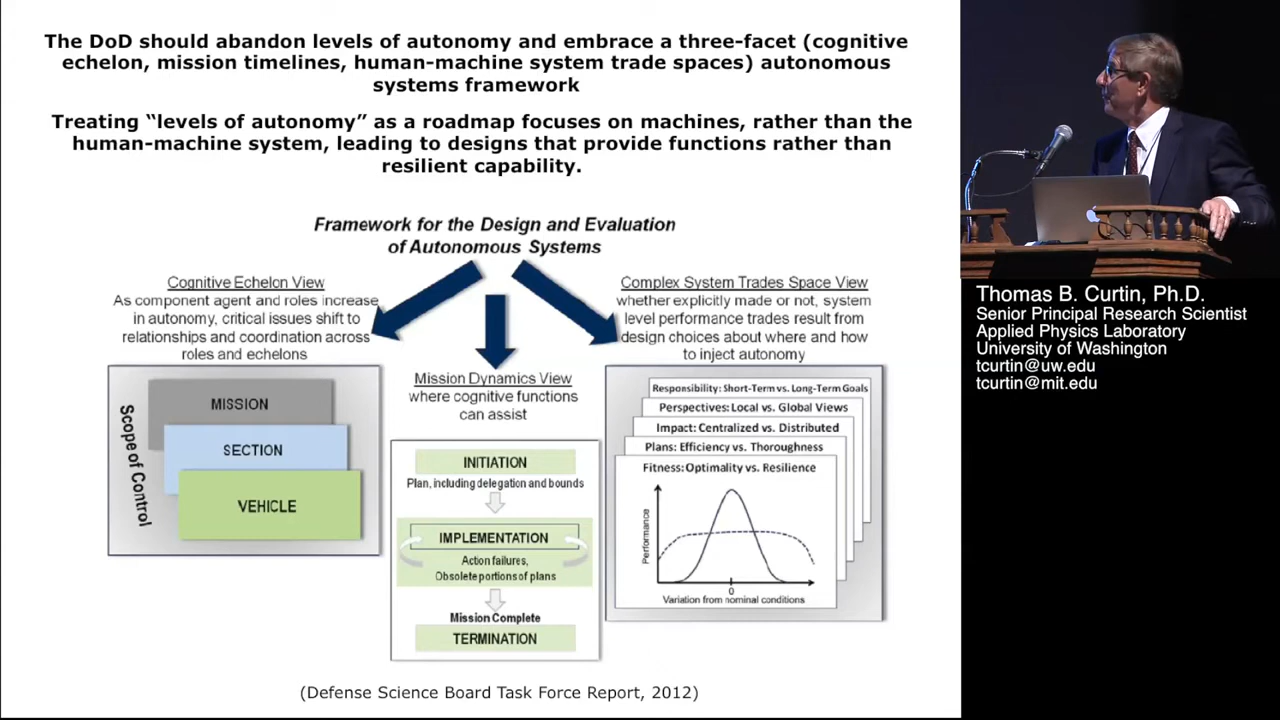 The DoD should abandon levels of autonomy and embrace a three-facet (cognitive
echelon, mission timelines, human-machine system trade spaces) autonomous
systems framework
Treating “levels of autonomy” as a roadmap focuses on machines, rather than the
human-machine system, leading to designs that provide functions rather than
resilient capability.
Framework for the Design and Evaluation
of Autonomous Systems
Cognitive Echelon View
As component agent and roles increase
in autonomy, critical issues shift to
relationships and coordination across
roles and echelons
Scope of Control
MISSION
SECTION
VEHICLE
Mission Dynamics View
where cognitive functions
can assist
INITIATION
Plan, including delegation and bounds
IMPLEMENTATION
Action failures,
Obsolete portions of plans
Mission Complete
TERMINATION
Complex System Trades Space View
whether explicitly made or not, system
level performance trades result from
design choices about where and how
to inject autonomy
Responsibility: Short-Term vs. Long-Term Goals
Perspectives: Local vs. Global Views
Impact: Centralized vs. Distributed
Plans: Efficiency vs. Thoroughness
Fitness: Optimality vs. Resilience
Performance
0
Variation from nominal conditions
(Defense Science Board Task Force Report, 2012)
Thomas B. Curtin, Ph.D.
Senior Principal Research Scientist
Applied Physics Laboratory
University of Washington
tcurtin@uw.edu
tcurtin@mit.edu